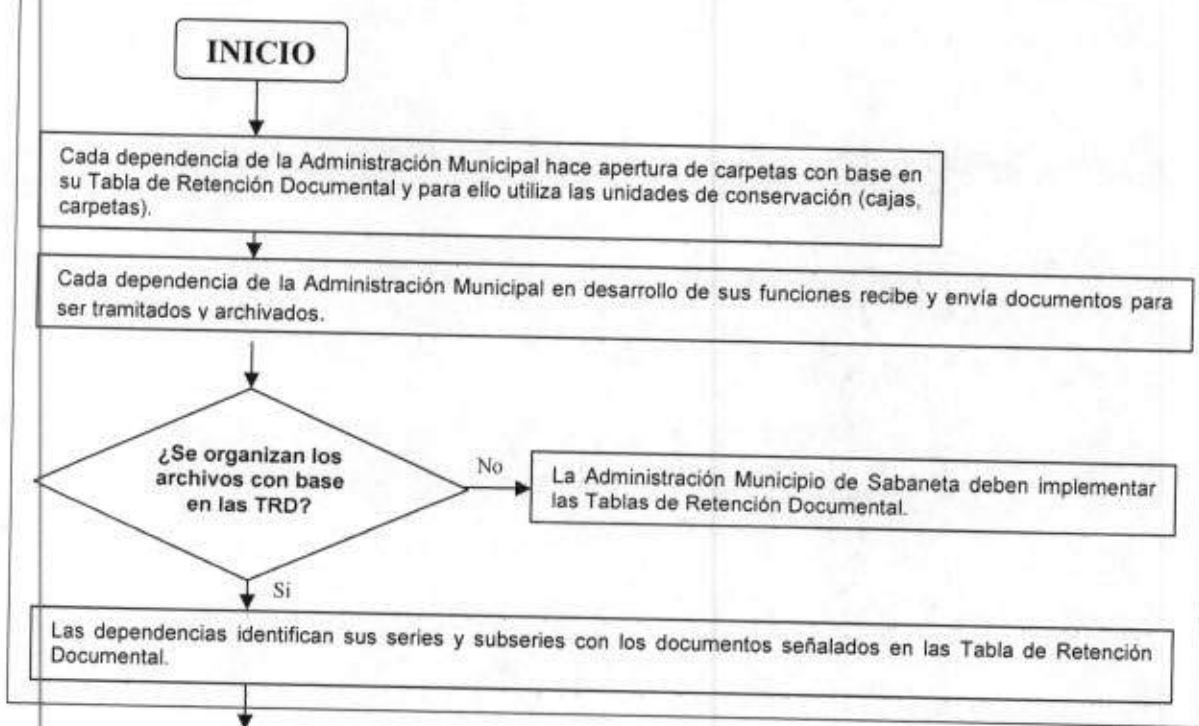 INICIO
Cada dependencia de la Administración Municipal hace apertura de carpetas con base en
su Tabla de Retención Documental y para ello utiliza las unidades de conservación (cajas,
carpetas).
Cada dependencia de la Administración Municipal en desarrollo de sus funciones recibe y envía documentos para
ser tramitados y archivados.
¿Se organizan los
archivos con base
en las TRD?
No
La Administración Municipio de Sabaneta deben implementar
las Tablas de Retención Documental.
Si
Las dependencias identifican sus series y subseries con los documentos señalados en las Tabla de Retención
Documental.